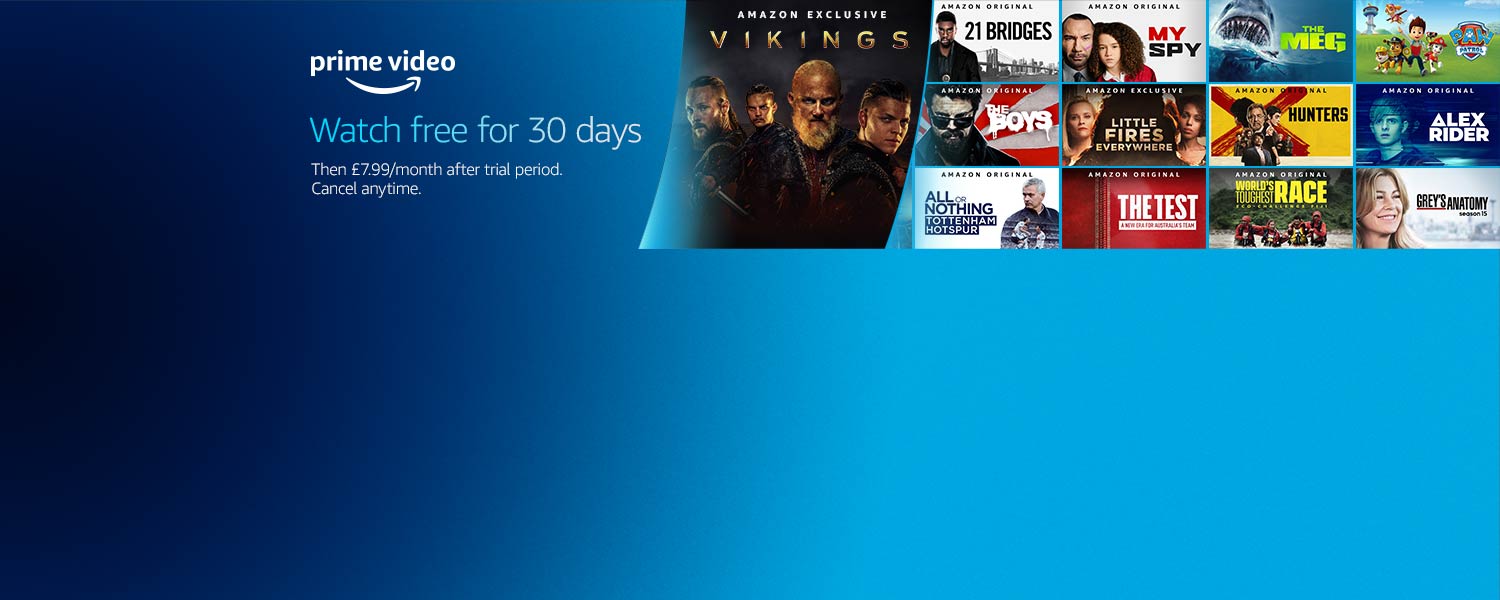 prime video
Watch free for 30 days
Then £7.99/month after trial period.
Cancel anytime.
AMAZON EXCLUSIVE
VIKINGS
AMAZON ORIGINAL
21 BRIDGES
AMAZON ORIGINAL
MY
SPY
THE
MEG
PAW
PATROL
AMAZON ORIGINAL
THE
BOYS
AMAZON EXCLUSIVE
LITTLE
FIRES
EVERYWHERE
AMAZON ORIGINAL
HUNTERS
AMAZON ORIGINAL
ALEX
RIDER
AMAZON ORIGINAL
ALL OR
NOTHING
TOTTENHAM
HOTSPUR
AMAZON ORIGINAL
THE TEST
A NEW ERA FOR AUSTRALIA'S TEAM
AMAZON ORIGINAL
WORLD'S
TOUGHEST RACE
ECO-CHALLENGE FIJI
GREY'S ANATOMY
season 15